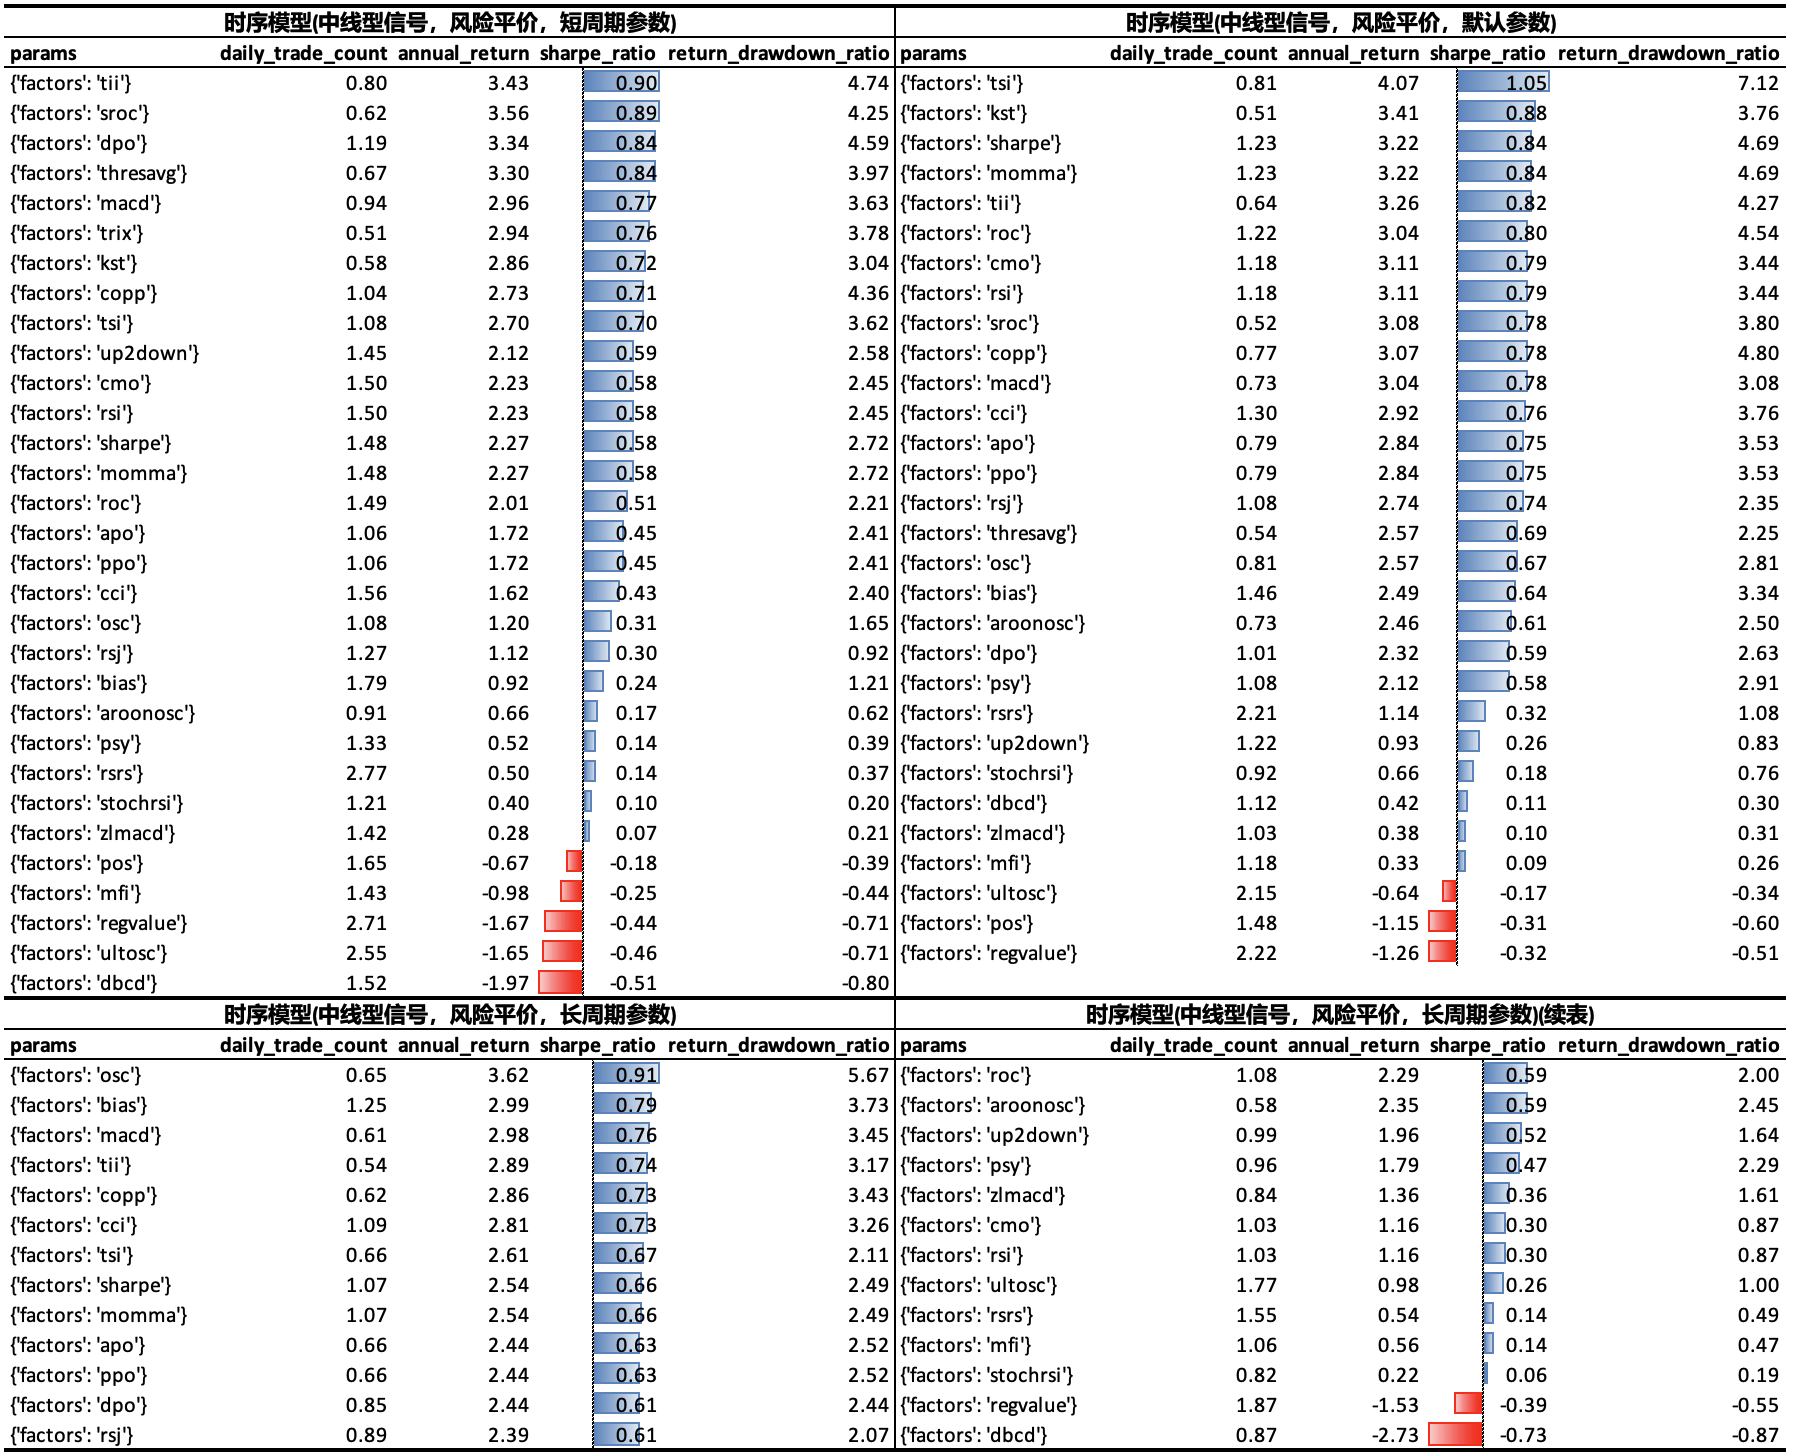 时序模型(中线型信号，风险平价，短周期参数)
params daily_trade_count annual_return sharpe_ratio return_drawdown_ratio
{'factors': 'tii'} 0.80 3.43 0.90 4.74
{'factors': 'sroc'} 0.62 3.56 0.89 4.25
{'factors': 'dpo'} 1.19 3.34 0.84 4.59
{'factors': 'thresavg'} 0.67 3.30 0.84 3.97
{'factors': 'macd'} 0.94 2.96 0.77 3.63
{'factors': 'trix'} 0.51 2.94 0.76 3.78
{'factors': 'kst'} 0.58 2.86 0.72 3.04
{'factors': 'copp'} 1.04 2.73 0.71 4.36
{'factors': 'tsi'} 1.08 2.70 0.70 3.62
{'factors': 'up2down'} 1.45 2.12 0.59 2.58
{'factors': 'cmo'} 1.50 2.23 0.58 2.45
{'factors': 'rsi'} 1.50 2.23 0.58 2.45
{'factors': 'sharpe'} 1.48 2.27 0.58 2.72
{'factors': 'momma'} 1.48 2.27 0.58 2.72
{'factors': 'roc'} 1.49 2.01 0.51 2.21
{'factors': 'apo'} 1.06 1.72 0.45 2.41
{'factors': 'ppo'} 1.06 1.72 0.45 2.41
{'factors': 'cci'} 1.56 1.62 0.43 2.40
{'factors': 'osc'} 1.08 1.20 0.31 1.65
{'factors': 'rsj'} 1.27 1.12 0.30 0.92
{'factors': 'bias'} 1.79 0.92 0.24 1.21
{'factors': 'aroonosc'} 0.91 0.66 0.17 0.62
{'factors': 'psy'} 1.33 0.52 0.14 0.39
{'factors': 'rsrs'} 2.77 0.50 0.14 0.37
{'factors': 'stochrsi'} 1.21 0.40 0.10 0.20
{'factors': 'zlmacd'} 1.42 0.28 0.07 0.21
{'factors': 'pos'} 1.65 -0.67 -0.18 -0.39
{'factors': 'mfi'} 1.43 -0.98 -0.25 -0.44
{'factors': 'regvalue'} 2.71 -1.67 -0.44 -0.71
{'factors': 'ultosc'} 2.55 -1.65 -0.46 -0.71
{'factors': 'dbcd'} 1.52 -1.97 -0.51 -0.80
时序模型(中线型信号，风险平价，默认参数)
params daily_trade_count annual_return sharpe_ratio return_drawdown_ratio
{'factors': 'tsi'} 0.81 4.07 1.05 7.12
{'factors': 'kst'} 0.51 3.41 0.88 3.76
{'factors': 'sharpe'} 1.23 3.22 0.84 4.69
{'factors': 'momma'} 1.23 3.22 0.84 4.69
{'factors': 'tii'} 0.64 3.26 0.82 4.27
{'factors': 'roc'} 1.22 3.04 0.80 4.54
{'factors': 'cmo'} 1.18 3.11 0.79 3.44
{'factors': 'rsi'} 1.18 3.11 0.79 3.44
{'factors': 'sroc'} 0.52 3.08 0.78 3.80
{'factors': 'copp'} 0.77 3.07 0.78 4.80
{'factors': 'macd'} 0.73 3.04 0.78 3.08
{'factors': 'cci'} 1.30 2.92 0.76 3.76
{'factors': 'apo'} 0.79 2.84 0.75 3.53
{'factors': 'ppo'} 0.79 2.84 0.75 3.53
{'factors': 'rsj'} 1.08 2.74 0.74 2.35
{'factors': 'thresavg'} 0.54 2.57 0.69 2.25
{'factors': 'osc'} 0.81 2.57 0.67 2.81
{'factors': 'bias'} 1.46 2.49 0.64 3.34
{'factors': 'aroonosc'} 0.73 2.46 0.61 2.50
{'factors': 'dpo'} 1.01 2.32 0.59 2.63
{'factors': 'psy'} 1.08 2.12 0.58 2.91
{'factors': 'rsrs'} 2.21 1.14 0.32 1.08
{'factors': 'up2down'} 1.22 0.93 0.26 0.83
{'factors': 'stochrsi'} 0.92 0.66 0.18 0.76
{'factors': 'dbcd'} 1.12 0.42 0.11 0.30
{'factors': 'zlmacd'} 1.03 0.38 0.10 0.31
{'factors': 'mfi'} 1.18 0.33 0.09 0.26
{'factors': 'ultosc'} 2.15 -0.64 -0.17 -0.34
{'factors': 'pos'} 1.48 -1.15 -0.31 -0.60
{'factors': 'regvalue'} 2.22 -1.26 -0.32 -0.51
时序模型(中线型信号，风险平价，长周期参数)
params daily_trade_count annual_return sharpe_ratio return_drawdown_ratio
{'factors': 'osc'} 0.65 3.62 0.91 5.67
{'factors': 'bias'} 1.25 2.99 0.79 3.73
{'factors': 'macd'} 0.61 2.98 0.76 3.45
{'factors': 'tii'} 0.54 2.89 0.74 3.17
{'factors': 'copp'} 0.62 2.86 0.73 3.43
{'factors': 'cci'} 1.09 2.81 0.73 3.26
{'factors': 'tsi'} 0.66 2.61 0.67 2.11
{'factors': 'sharpe'} 1.07 2.54 0.66 2.49
{'factors': 'momma'} 1.07 2.54 0.66 2.49
{'factors': 'apo'} 0.66 2.44 0.63 2.52
{'factors': 'ppo'} 0.66 2.44 0.63 2.52
{'factors': 'dpo'} 0.85 2.44 0.61 2.44
{'factors': 'rsj'} 0.89 2.39 0.61 2.07
时序模型(中线型信号，风险平价，长周期参数)(续表)
params daily_trade_count annual_return sharpe_ratio return_drawdown_ratio
{'factors': 'roc'} 1.08 2.29 0.59 2.00
{'factors': 'aroonosc'} 0.58 2.35 0.59 2.45
{'factors': 'up2down'} 0.99 1.96 0.52 1.64
{'factors': 'psy'} 0.96 1.79 0.47 2.29
{'factors': 'zlmacd'} 0.84 1.36 0.36 1.61
{'factors': 'cmo'} 1.03 1.16 0.30 0.87
{'factors': 'rsi'} 1.03 1.16 0.30 0.87
{'factors': 'ultosc'} 1.77 0.98 0.26 1.00
{'factors': 'rsrs'} 1.55 0.54 0.14 0.49
{'factors': 'mfi'} 1.06 0.56 0.14 0.47
{'factors': 'stochrsi'} 0.82 0.22 0.06 0.19
{'factors': 'regvalue'} 1.87 -1.53 -0.39 -0.55
{'factors': 'dbcd'} 0.87 -2.73 -0.73 -0.87